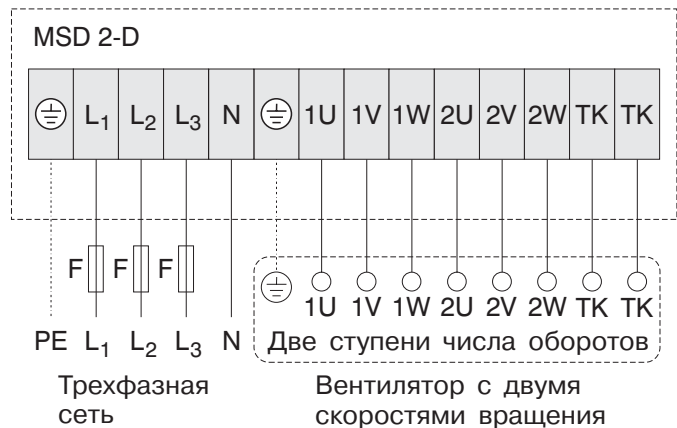 MSD 2-D
L₁ L₂ L₃ N 1U 1V 1W 2U 2V 2W TK TK
F F F
1U 1V 1W 2U 2V 2W TK TK
PE L₁ L₂ L₃ N Две ступени числа оборотов
Трехфазная сеть
Вентилятор с двумя
скоростями вращения